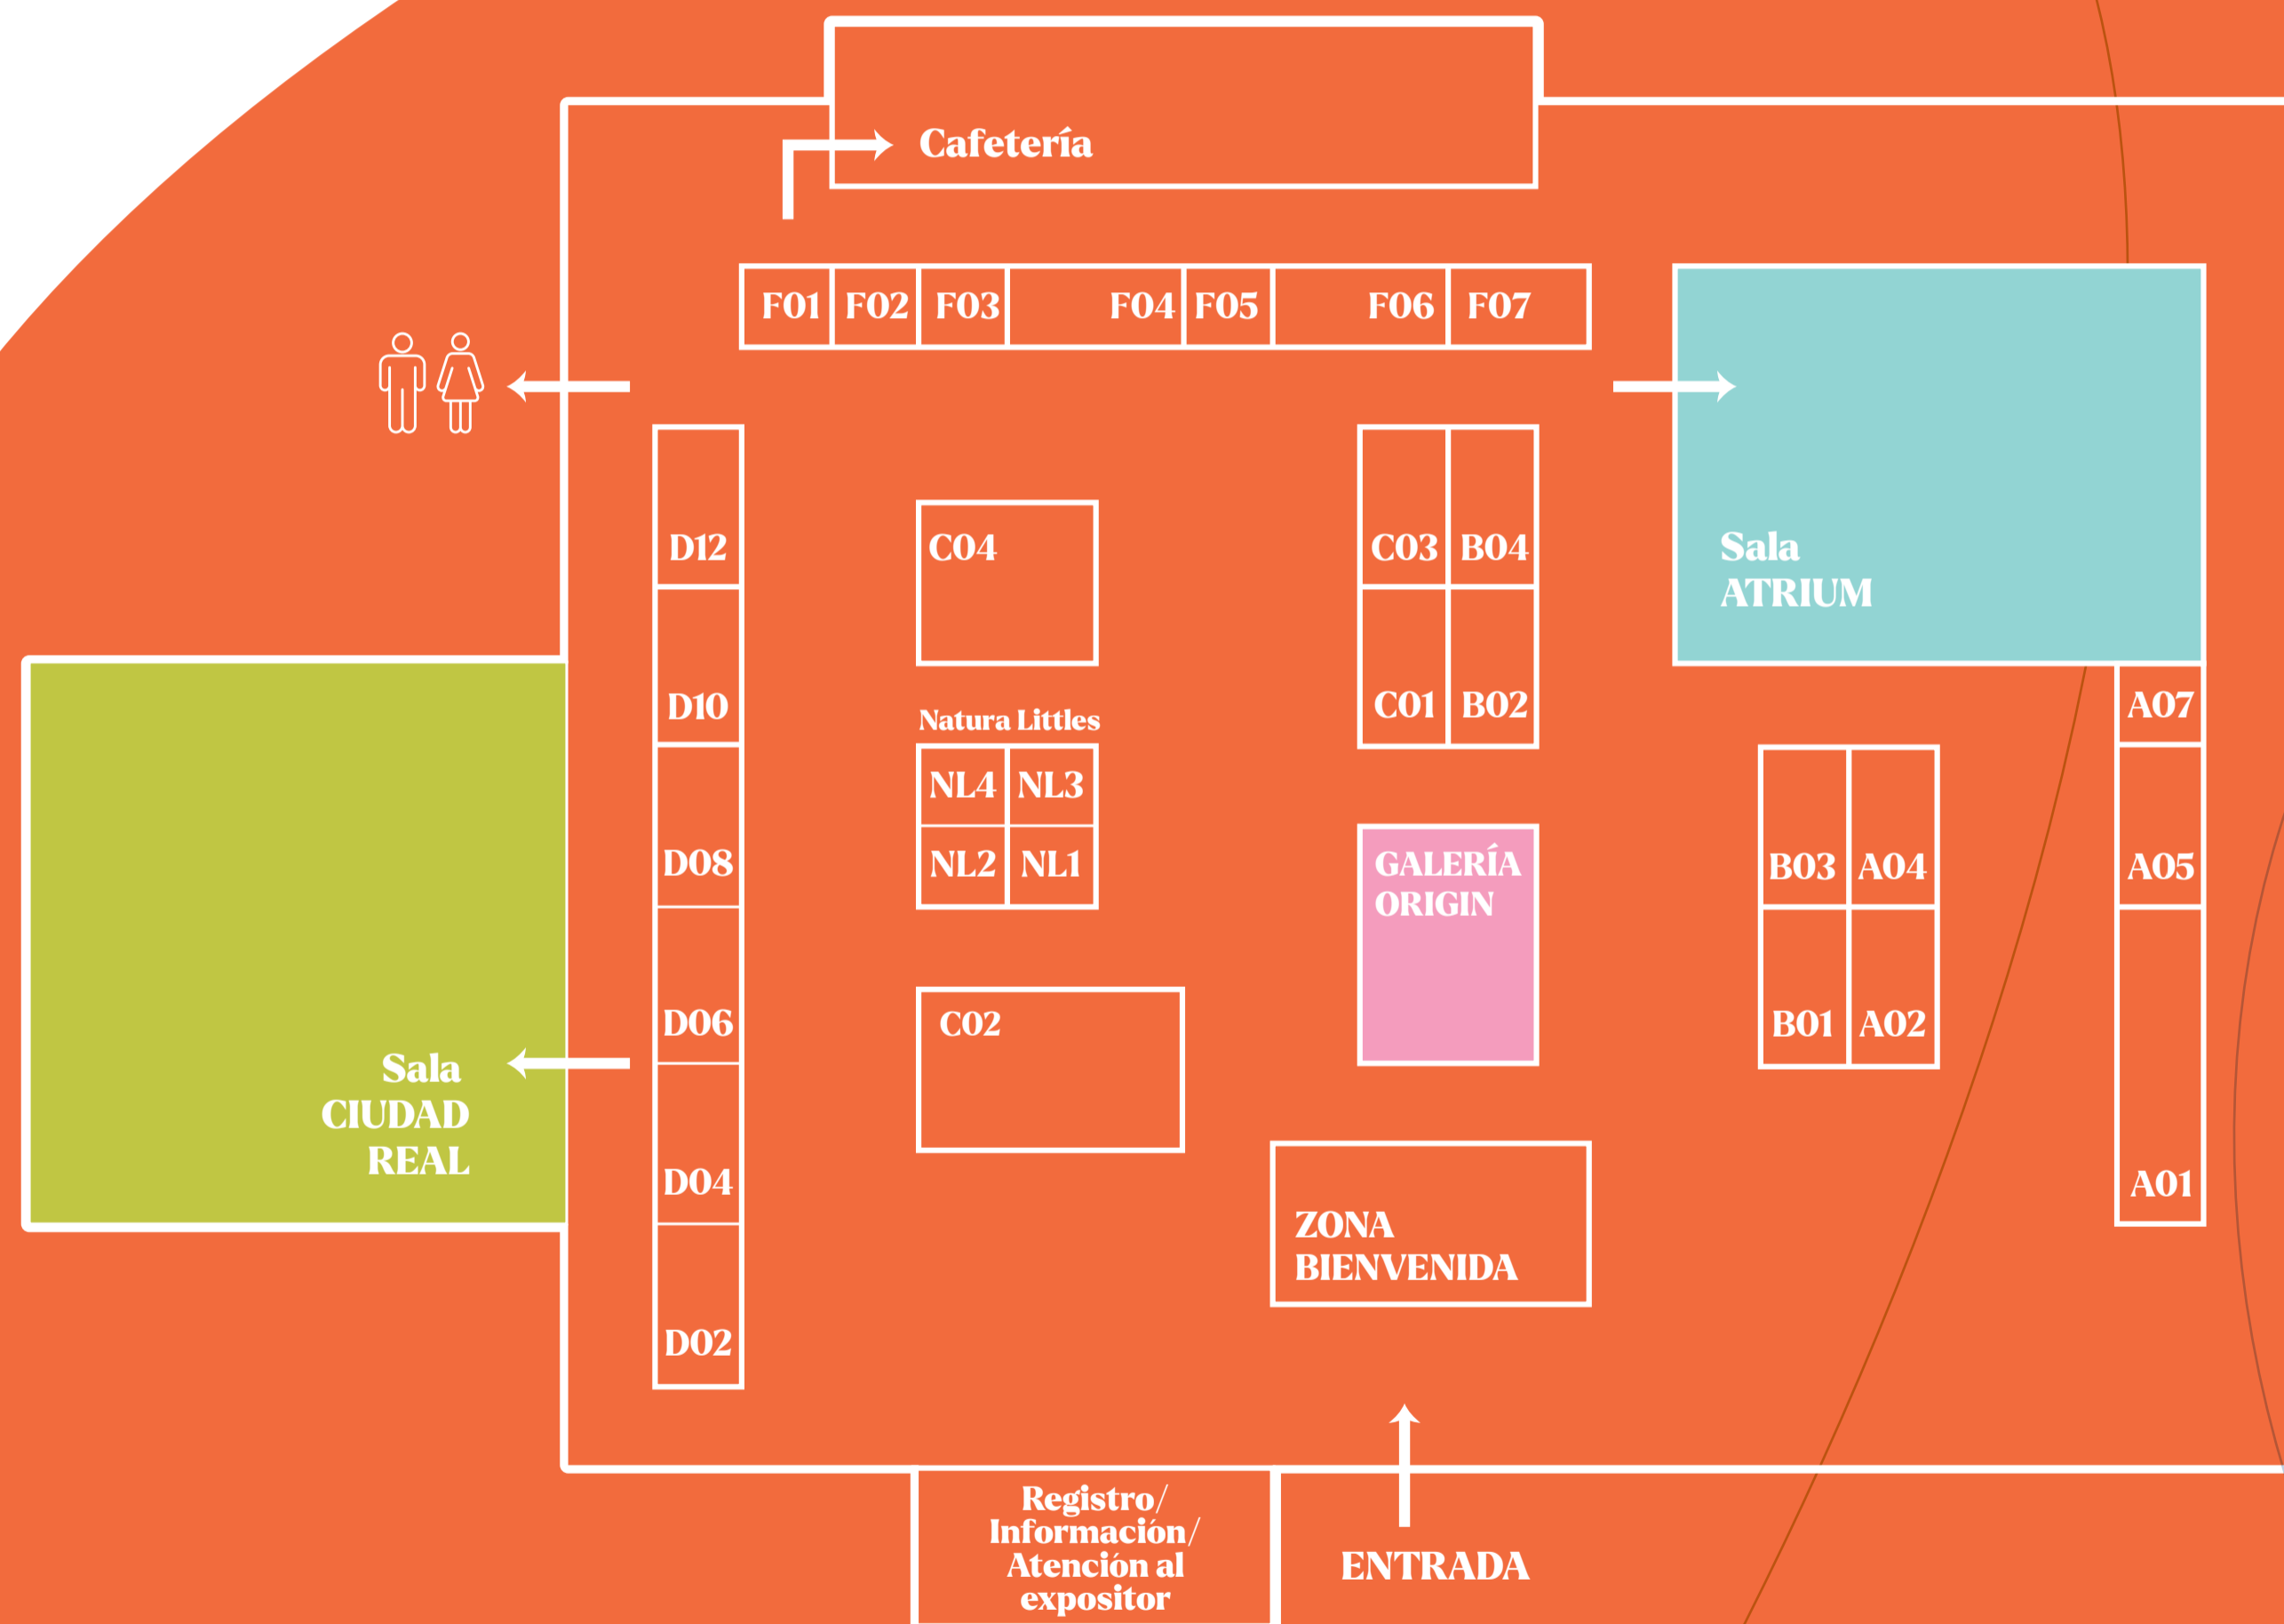 Cafetería
F01
F02
F03
F04
F05
F06
F07
D12
C04
C03
B04
Sala
ATRIUM
D10
C01
B02
A07
Natura Littles
NL4
NL3
D08
NL2
NL1
GALERÍA
ORIGIN
B03
A04
A05
D06
C02
B01
A02
Sala
CIUDAD
REAL
D04
A01
ZONA
BIENVENIDA
D02
Registro/
Información/
Atencional
expositor
ENTRADA